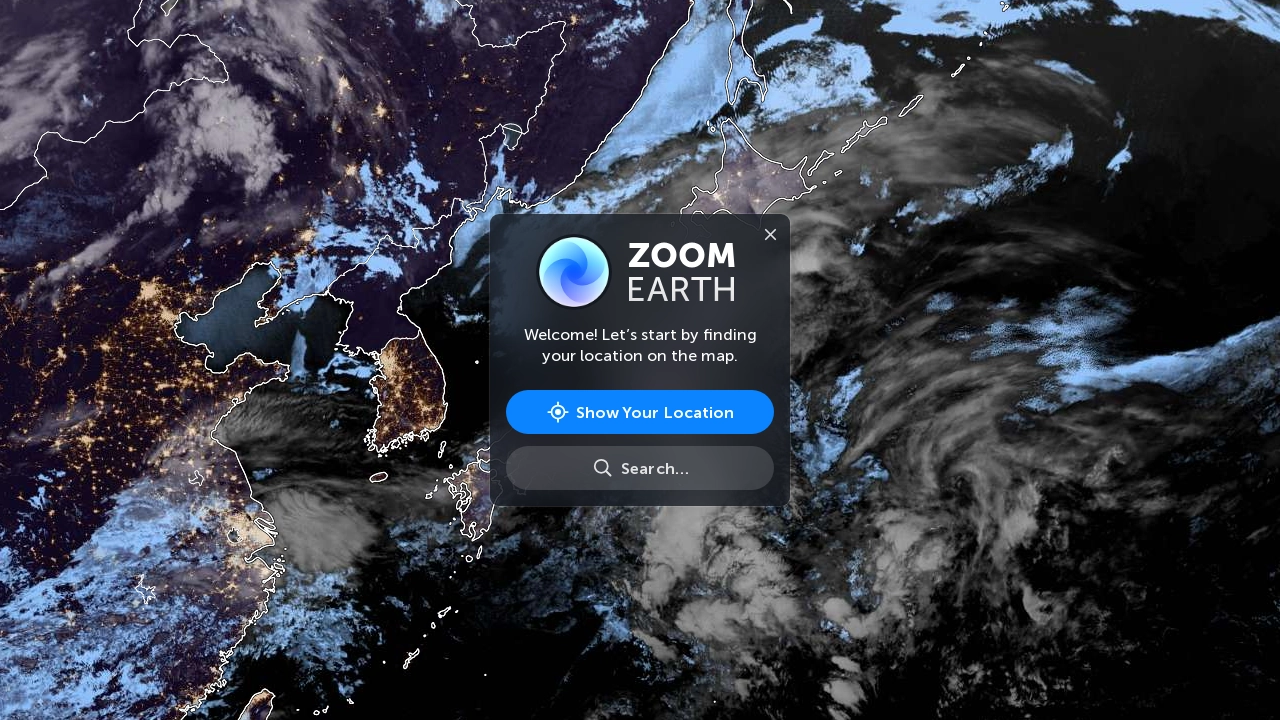 ZOOM
EARTH
Welcome! Let’s start by finding
your location on the map.
Show Your Location
Search...